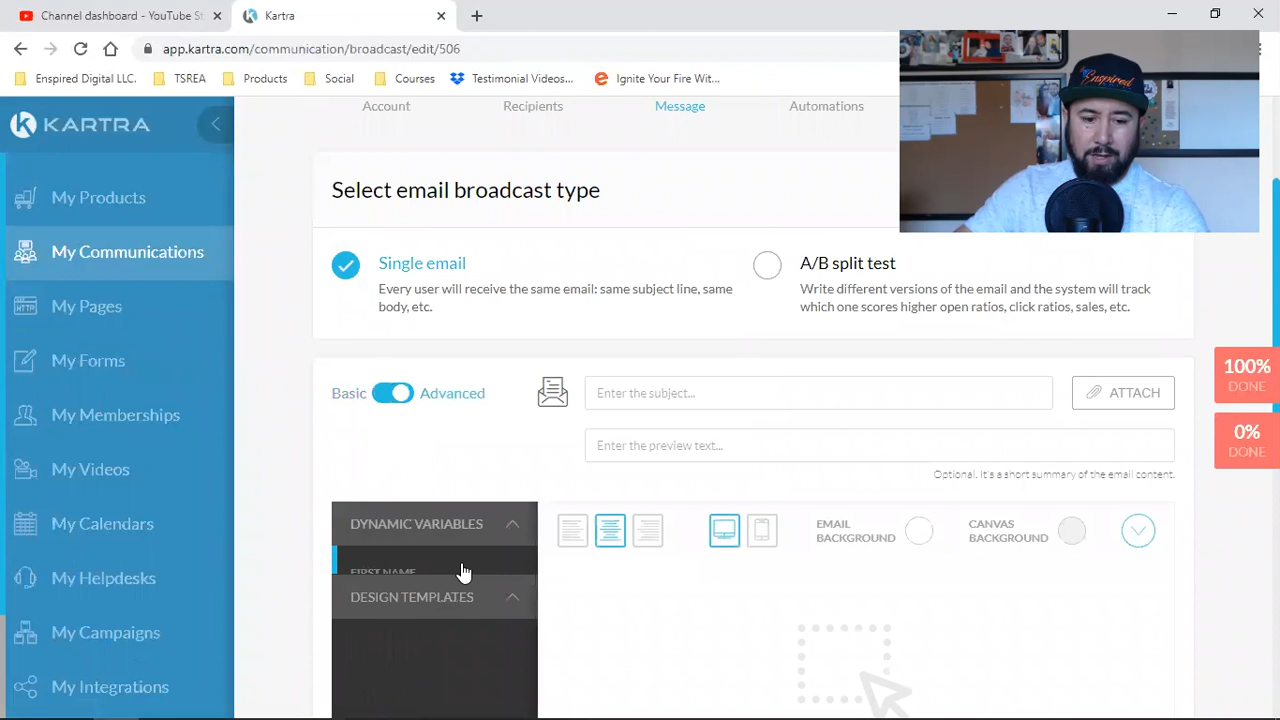 Channel dashboard - YouTube St
Kartra
app.kartra.com/communication/broadcast/edit/506
Enspired Digital LLC.
TSREA
Products
Social
Courses
Testimonial Videos...
Ignite Your Fire Wit...
Enspired
KARTRA
Account
Recipients
Message
Automations
My Products
My Communications
My Pages
My Forms
My Memberships
My Videos
My Calendars
My Helpdesks
My Campaigns
My Integrations
Select email broadcast type
Single email
Every user will receive the same email: same subject line, same
body, etc.
A/B split test
Write different versions of the email and the system will track
which one scores higher open ratios, click ratios, sales, etc.
100%
DONE
0%
DONE
Basic
Advanced
Enter the subject...
ATTACH
Enter the preview text...
Optional. It's a short summary of the email content.
DYNAMIC VARIABLES
FIRST NAME
DESIGN TEMPLATES
EMAIL
BACKGROUND
CANVAS
BACKGROUND
HTTP